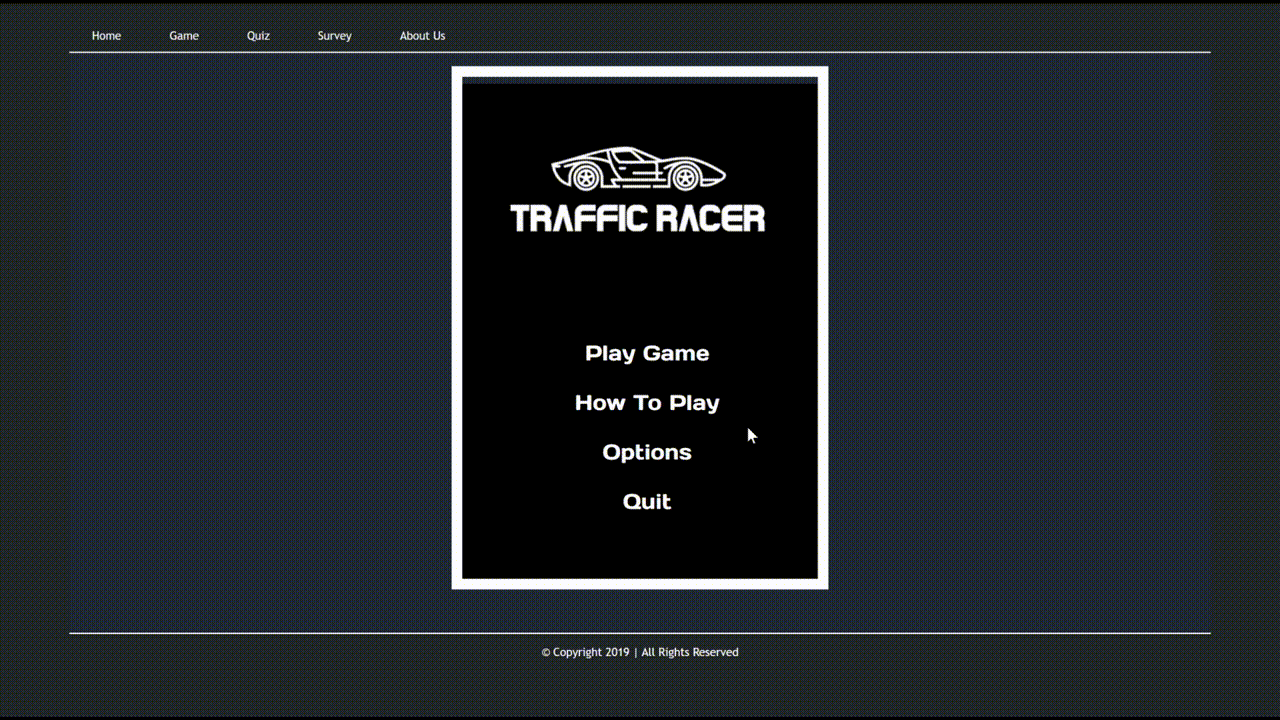 Home Game Quiz Survey About Us
TRAFFIC RACER
Play Game
How To Play
Options
Quit
© Copyright 2019 | All Rights Reserved